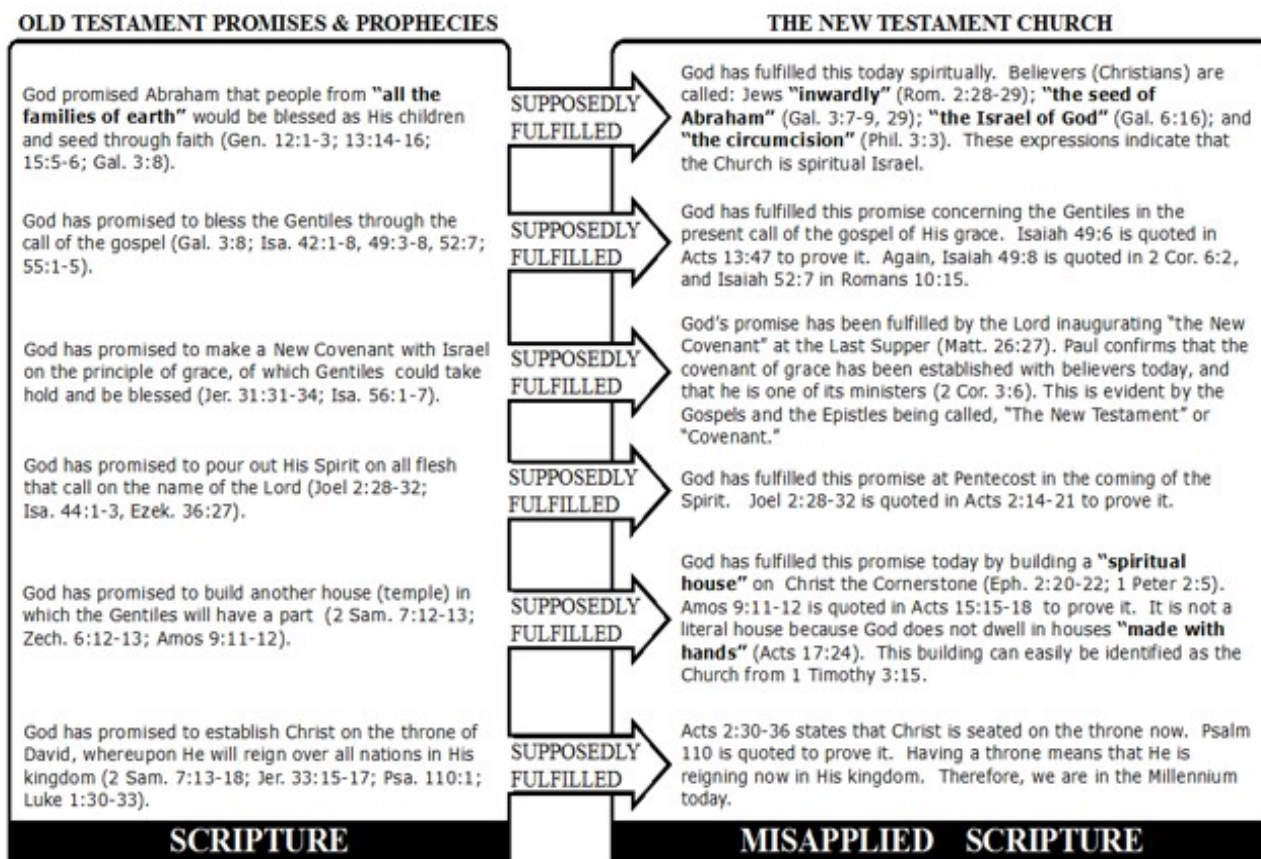 OLD TESTAMENT PROMISES & PROPHECIES
THE NEW TESTAMENT CHURCH
God promised Abraham that people from "all the
families of earth" would be blessed as His children
and seed through faith (Gen. 12:1-3; 13:14-16;
15:5-6; Gal. 3:8).
SUPPOSEDLY
FULFILLED
God has fulfilled this today spiritually. Believers (Christians) are
called: Jews "inwardly" (Rom. 2:28-29); "the seed of
Abraham" (Gal. 3:7-9, 29); "the Israel of God" (Gal. 6:16); and
"the circumcision" (Phil. 3:3). These expressions indicate that
the Church is spiritual Israel.
God has promised to bless the Gentiles through the
call of the gospel (Gal. 3:8; Isa. 42:1-8, 49:3-8, 52:7;
55:1-5).
SUPPOSEDLY
FULFILLED
God has fulfilled this promise concerning the Gentiles in the
present call of the gospel of His grace. Isaiah 49:6 is quoted in
Acts 13:47 to prove it. Again, Isaiah 49:8 is quoted in 2 Cor. 6:2,
and Isaiah 52:7 in Romans 10:15.
God has promised to make a New Covenant with Israel
on the principle of grace, of which Gentiles could take
hold and be blessed (Jer. 31:31-34; Isa. 56:1-7).
SUPPOSEDLY
FULFILLED
God's promise has been fulfilled by the Lord inaugurating "the New
Covenant" at the Last Supper (Matt. 26:27). Paul confirms that the
covenant of grace has been established with believers today, and
that he is one of its ministers (2 Cor. 3:6). This is evident by the
Gospels and the Epistles being called, "The New Testament" or
"Covenant."
God has promised to pour out His Spirit on all flesh
that call on the name of the Lord (Joel 2:28-32;
Isa. 44:1-3, Ezek. 36:27).
SUPPOSEDLY
FULFILLED
God has fulfilled this promise at Pentecost in the coming of the
Spirit. Joel 2:28-32 is quoted in Acts 2:14-21 to prove it.
God has promised to build another house (temple) in
which the Gentiles will have a part (2 Sam. 7:12-13;
Zech. 6:12-13; Amos 9:11-12).
SUPPOSEDLY
FULFILLED
God has fulfilled this promise today by building a "spiritual
house" on Christ the Cornerstone (Eph. 2:20-22; 1 Peter 2:5).
Amos 9:11-12 is quoted in Acts 15:15-18 to prove it. It is not a
literal house because God does not dwell in houses "made with
hands" (Acts 17:24). This building can easily be identified as the
Church from 1 Timothy 3:15.
God has promised to establish Christ on the throne of
David, whereupon He will reign over all nations in His
kingdom (2 Sam. 7:13-18; Jer. 33:15-17; Psa. 110:1;
Luke 1:30-33).
SUPPOSEDLY
FULFILLED
Acts 2:30-36 states that Christ is seated on the throne now. Psalm
110 is quoted to prove it. Having a throne means that He is
reigning now in His kingdom. Therefore, we are in the Millennium
today.
SCRIPTURE
MISAPPLIED SCRIPTURE